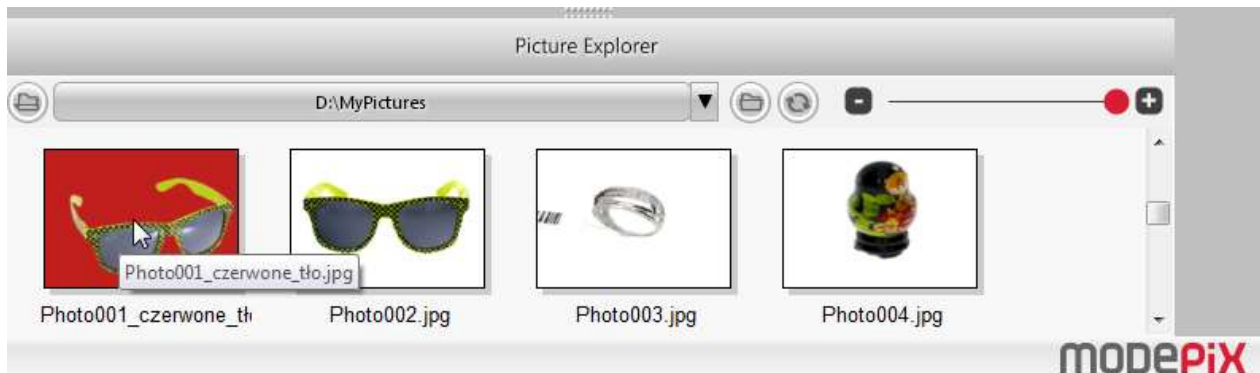 Picture Explorer
D:\MyPictures
Photo001_czerwone_tło.jpg
Photo001_czerwone_tł
Photo002.jpg
Photo003.jpg
Photo004.jpg
modepix